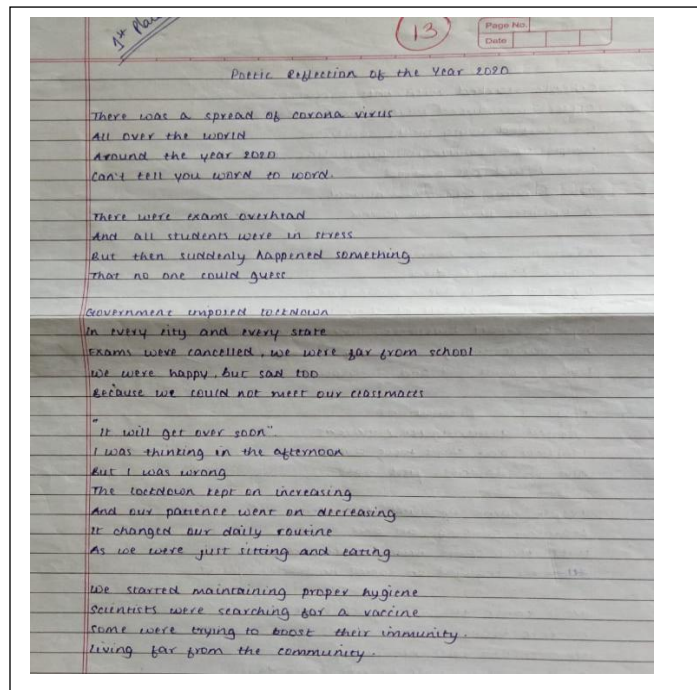 1st Place
13
Page No.
Date
Poetic Reflection of the Year 2020
There was a spread of corona virus
All over the world
Around the year 2020
Can't tell you word to word.
There were exams overhead
And all students were in stress
But then suddenly happened something
That no one could guess
Government imposed lockdown
In every city and every state
Exams were cancelled, we were far from school
We were happy, but sad too
Because we could not meet our classmates
"It will get over soon"
I was thinking in the afternoon
But I was wrong
The lockdown kept on increasing
And our patience went on decreasing
It changed our daily routine
As we were just sitting and eating.
We started maintaining proper hygiene
Scientists were searching for a vaccine
Some were trying to boost their immunity.
Living far from the community.